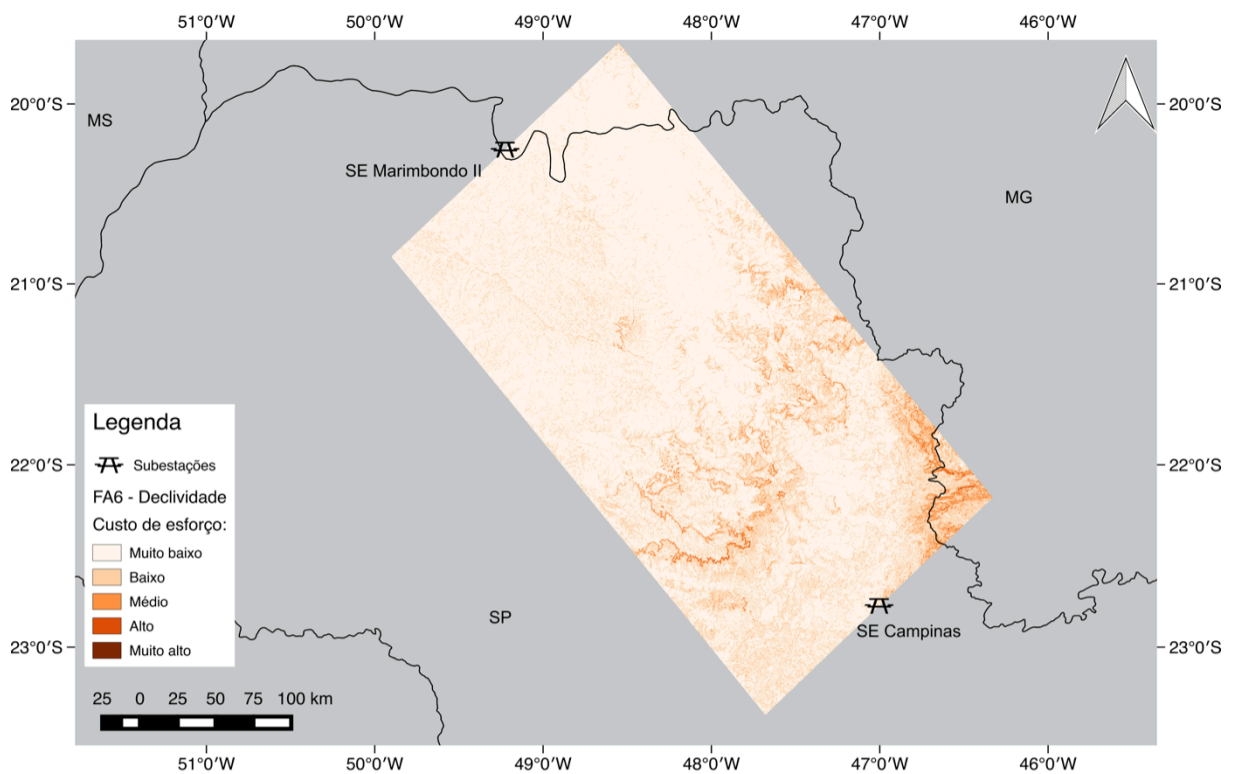 51°0′W 50°0′W 49°0′W 48°0′W 47°0′W 46°0′W
20°0′S 20°0′S
MS
SE Marimbondo II
MG
21°0′S 21°0′S
Legenda
Subestações
FA6 - Declividade
Custo de esforço:
Muito baixo
Baixo
Médio
Alto
Muito alto
22°0′S 22°0′S
SP
SE Campinas
23°0′S 23°0′S
25 0 25 50 75 100 km
51°0′W 50°0′W 49°0′W 48°0′W 47°0′W 46°0′W